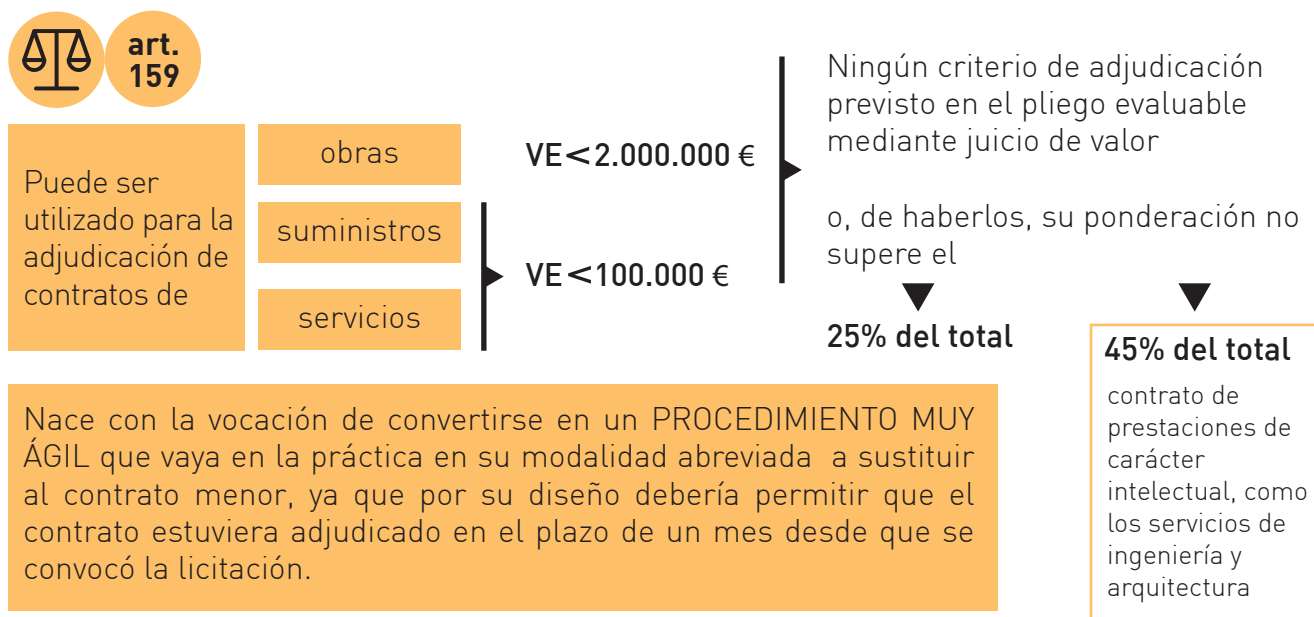 art.
159
Puede ser
utilizado para la
adjudicación de
contratos de
obras
suministros
servicios
VE<2.000.000 €
VE<100.000 €
Ningún criterio de adjudicación
previsto en el pliego evaluable
mediante juicio de valor
o, de haberlos, su ponderación no
supere el
25% del total
45% del total
contrato de
prestaciones de
carácter
intelectual, como
los servicios de
ingeniería y
arquitectura
Nace con la vocación de convertirse en un PROCEDIMIENTO MUY
ÁGIL que vaya en la práctica en su modalidad abreviada a sustituir
al contrato menor, ya que por su diseño debería permitir que el
contrato estuviera adjudicado en el plazo de un mes desde que se
convocó la licitación.